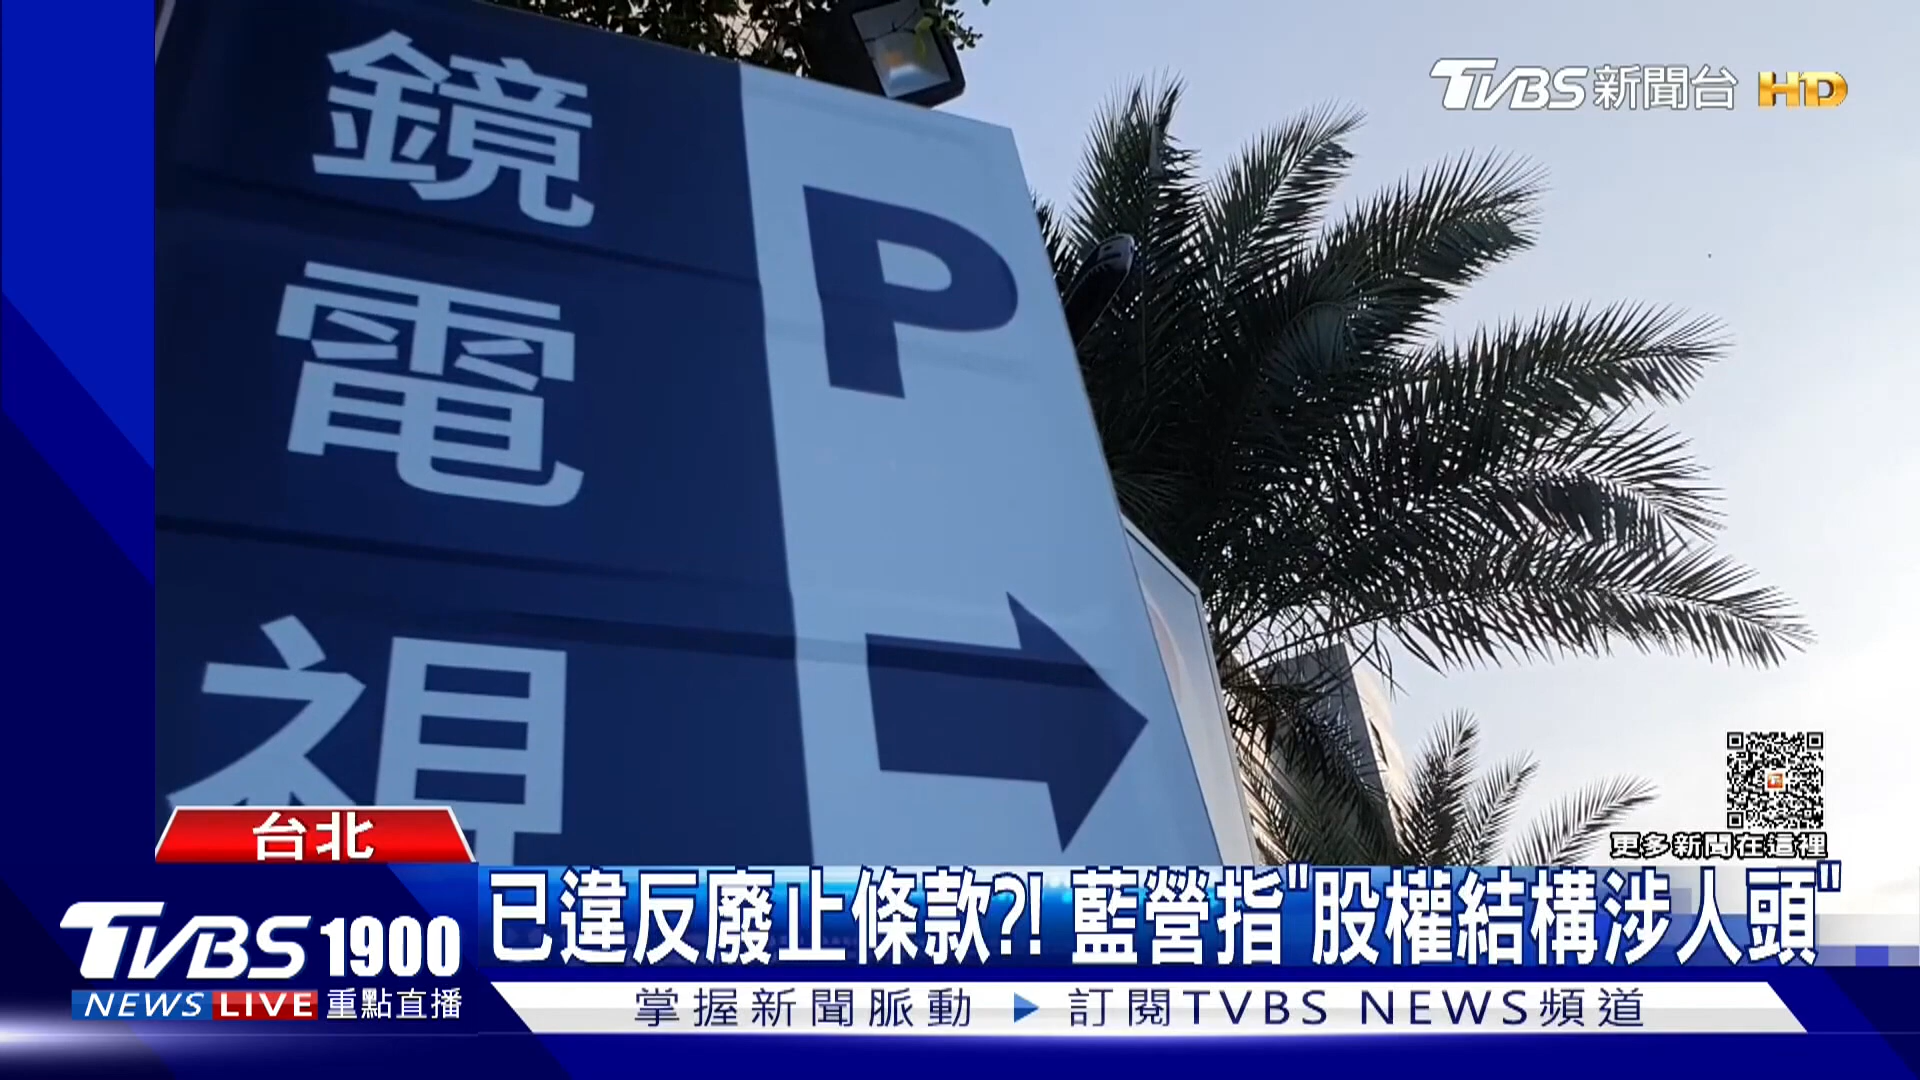 鏡電視
P
TVBS新聞台 HD
更多新聞在這裡
台北
已違反廢止條款?! 藍營指"股權結構涉人頭"
TVBS 1900
NEWS LIVE 重點直播
掌握新聞脈動 ▶ 訂閱TVBS NEWS頻道